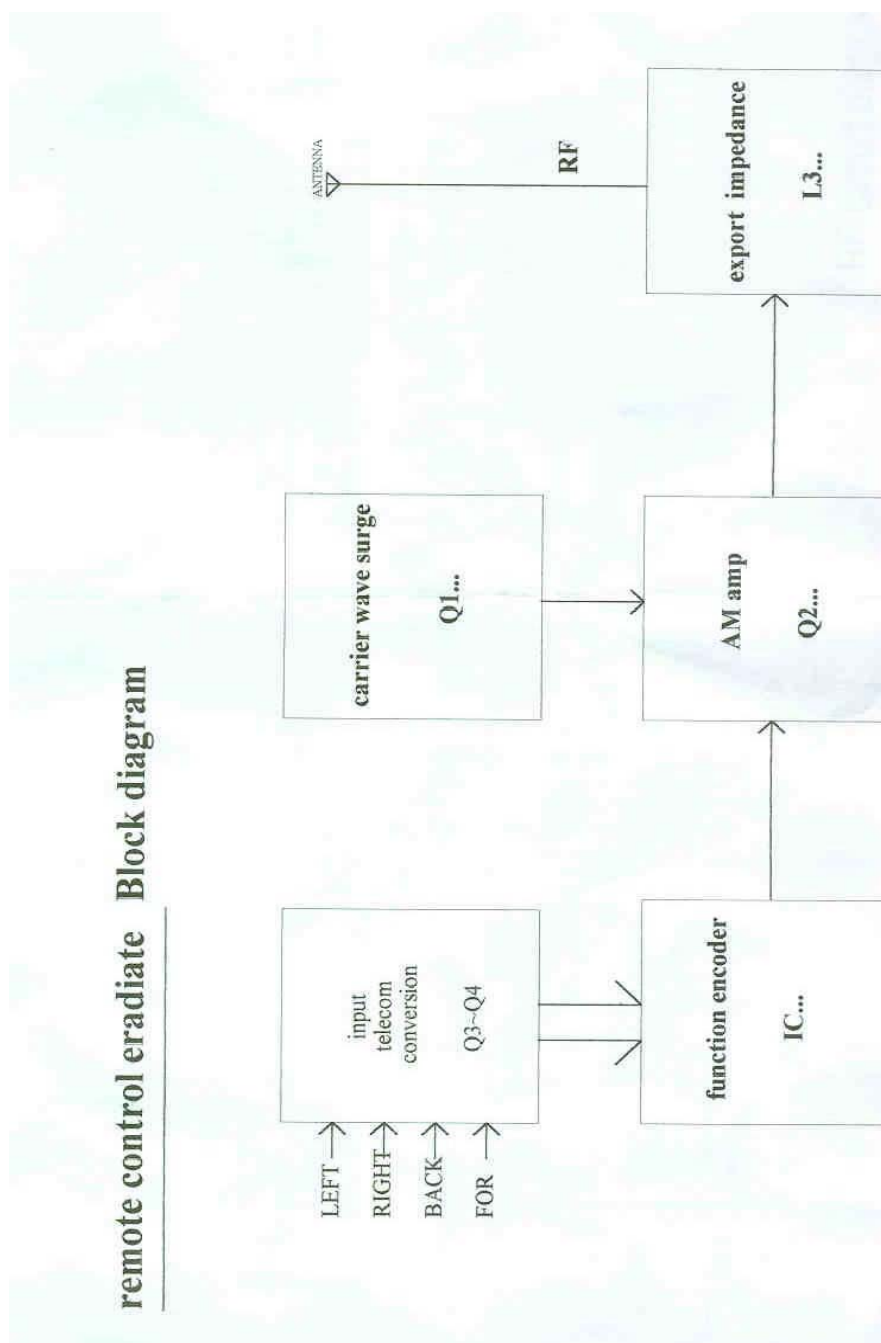 remote control eradiate Block diagram
LEFT
RIGHT
BACK
FOR
input
telecom
conversion
Q3~Q4
carrier wave surge
Q1...
ANTENNA
RF
function encoder
IC...
AM amp
Q2...
export impedance
L3...